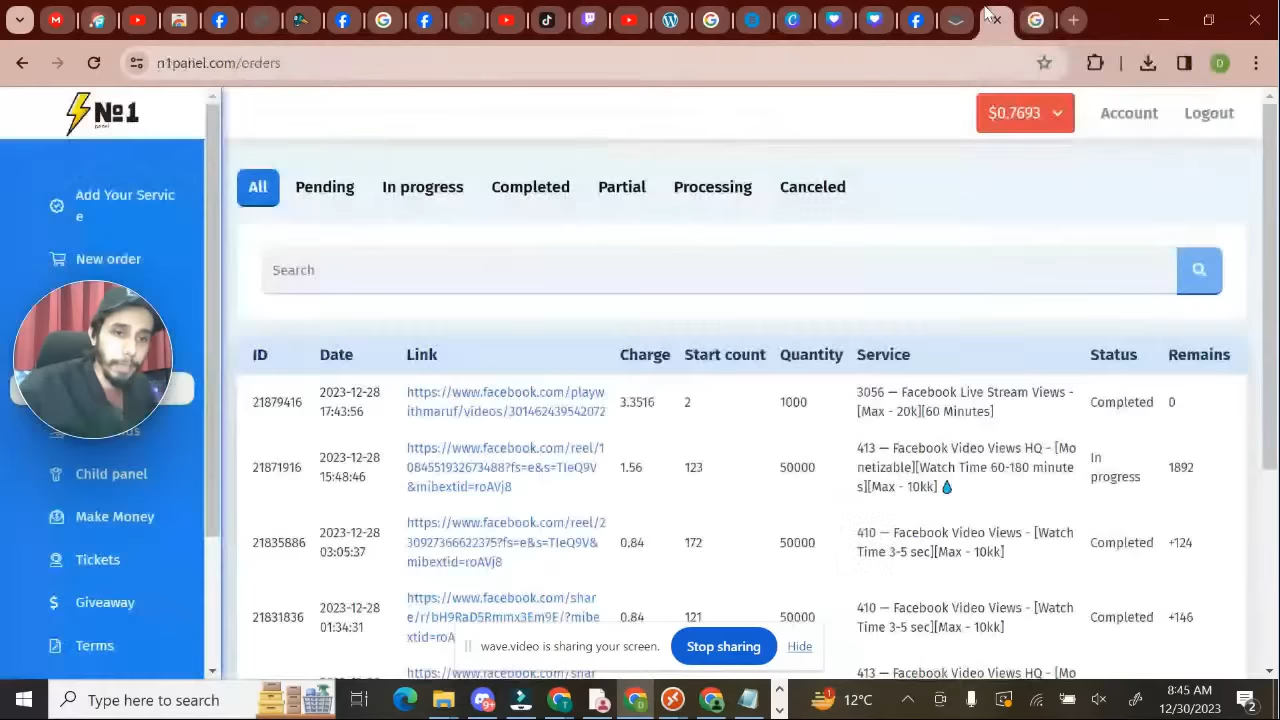 n1panel.com/orders
D
№1
panel
$0.7693
Account
Logout
Add Your Servic
e
New order
Child panel
Make Money
Tickets
$ Giveaway
Terms
All
Pending
In progress
Completed
Partial
Processing
Canceled
Search
ID
Date
Link
Charge
Start count
Quantity
Service
Status
Remains
21879416
2023-12-28
17:43:56
https://www.facebook.com/playw
ithmaruf/videos/301462439542072
3.3516
2
1000
3056 — Facebook Live Stream Views -
[Max - 20k][60 Minutes]
Completed
0
21871916
2023-12-28
15:48:46
https://www.facebook.com/reel/1
084551932673488?fs=e&s=TIeQ9V
&mibextid=roAVj8
1.56
123
50000
413 — Facebook Video Views HQ - [Mo
netizable][Watch Time 60-180 minute
s][Max - 10kk]
In
progress
1892
21835886
2023-12-28
03:05:37
https://www.facebook.com/reel/2
30927366622375?fs=e&s=TIeQ9V&
mibextid=roAVj8
0.84
172
50000
410 — Facebook Video Views - [Watch
Time 3-5 sec][Max - 10kk]
Completed
+124
21831836
2023-12-28
01:34:31
https://www.facebook.com/shar
e/r/bH9RaD5Rmmx3Em9E/?mibe
xtid=roA
0.84
121
50000
410 — Facebook Video Views - [Watch
Time 3-5 sec][Max - 10kk]
Completed
+146
https://www.facebook.com/shar
413 — Facebook Video Views HQ - [Mo
wave.video is sharing your screen.
Stop sharing
Hide
Type here to search
12°C
8:45 AM
12/30/2023
2